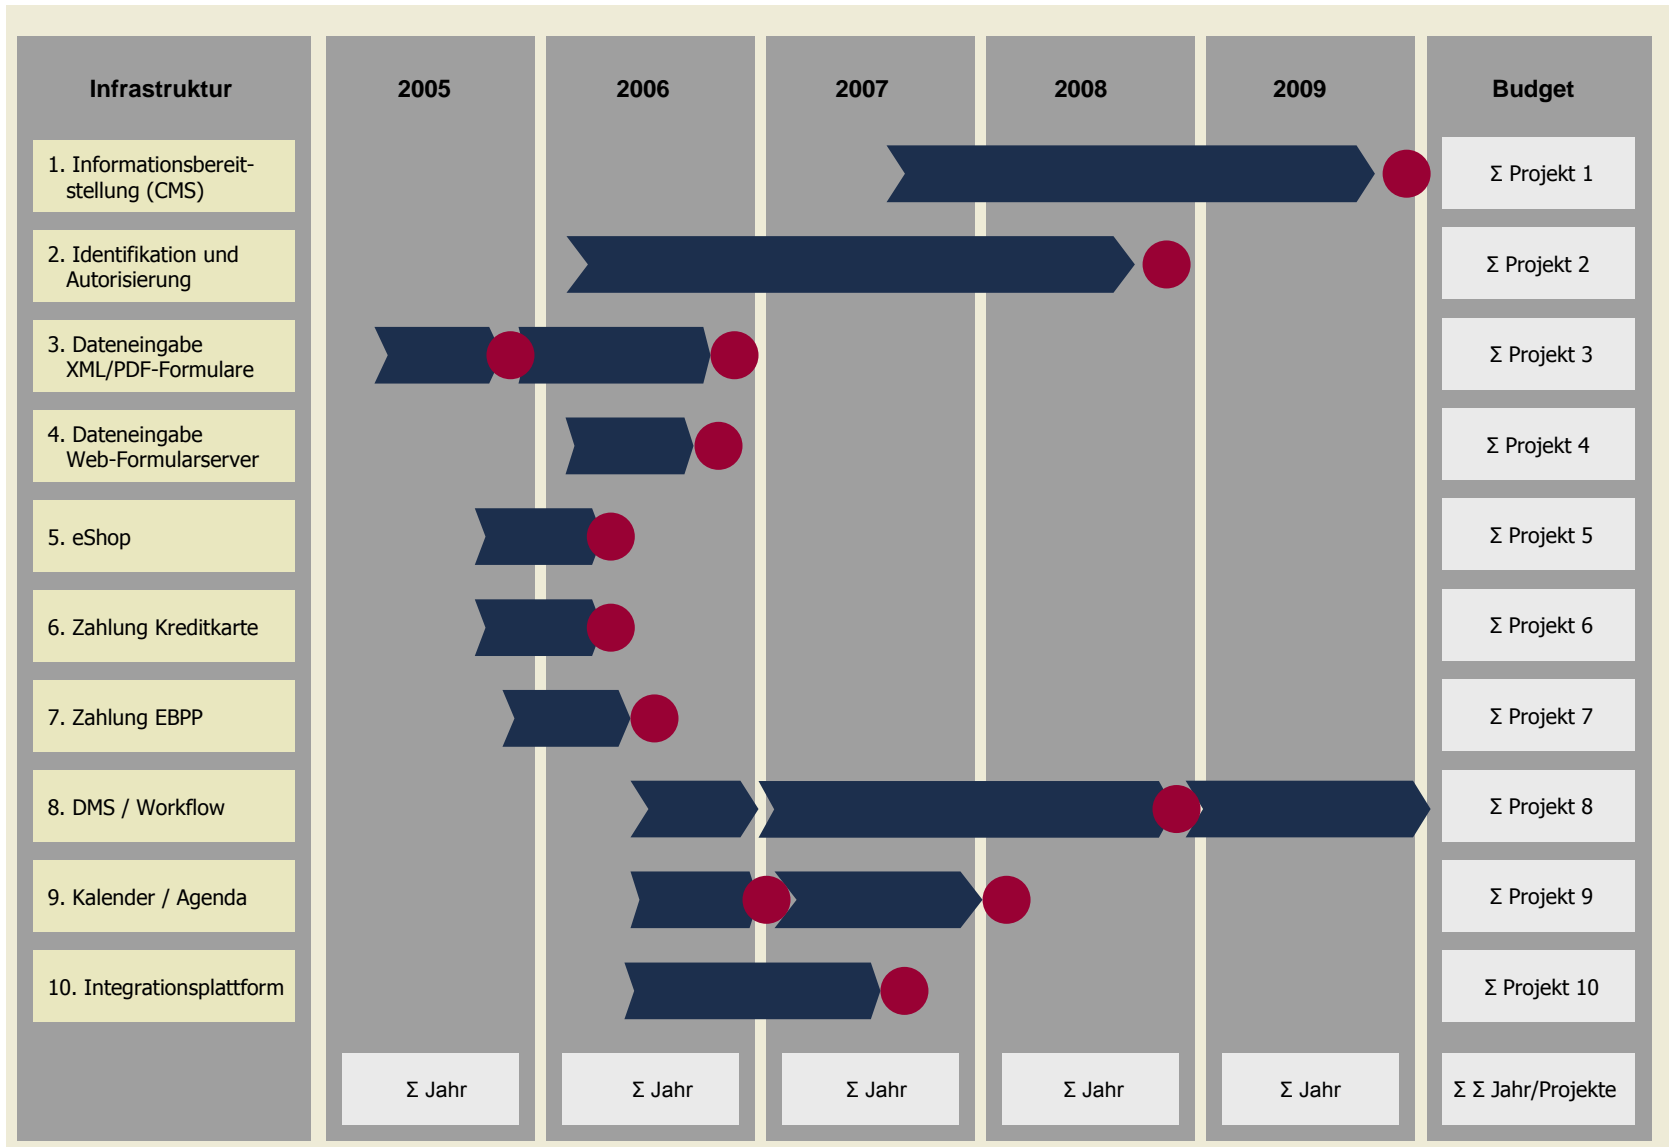 Infrastruktur 2005 2006 2007 2008 2009 Budget
1. Informationsbereit-
stellung (CMS)
Σ Projekt 1
2. Identifikation und
Autorisierung
Σ Projekt 2
3. Dateneingabe
XML/PDF-Formulare
Σ Projekt 3
4. Dateneingabe
Web-Formularserver
Σ Projekt 4
5. eShop
Σ Projekt 5
6. Zahlung Kreditkarte
Σ Projekt 6
7. Zahlung EBPP
Σ Projekt 7
8. DMS / Workflow
Σ Projekt 8
9. Kalender / Agenda
Σ Projekt 9
10. Integrationsplattform
Σ Projekt 10
Σ Jahr Σ Jahr Σ Jahr Σ Jahr Σ Jahr Σ Σ Jahr/Projekte